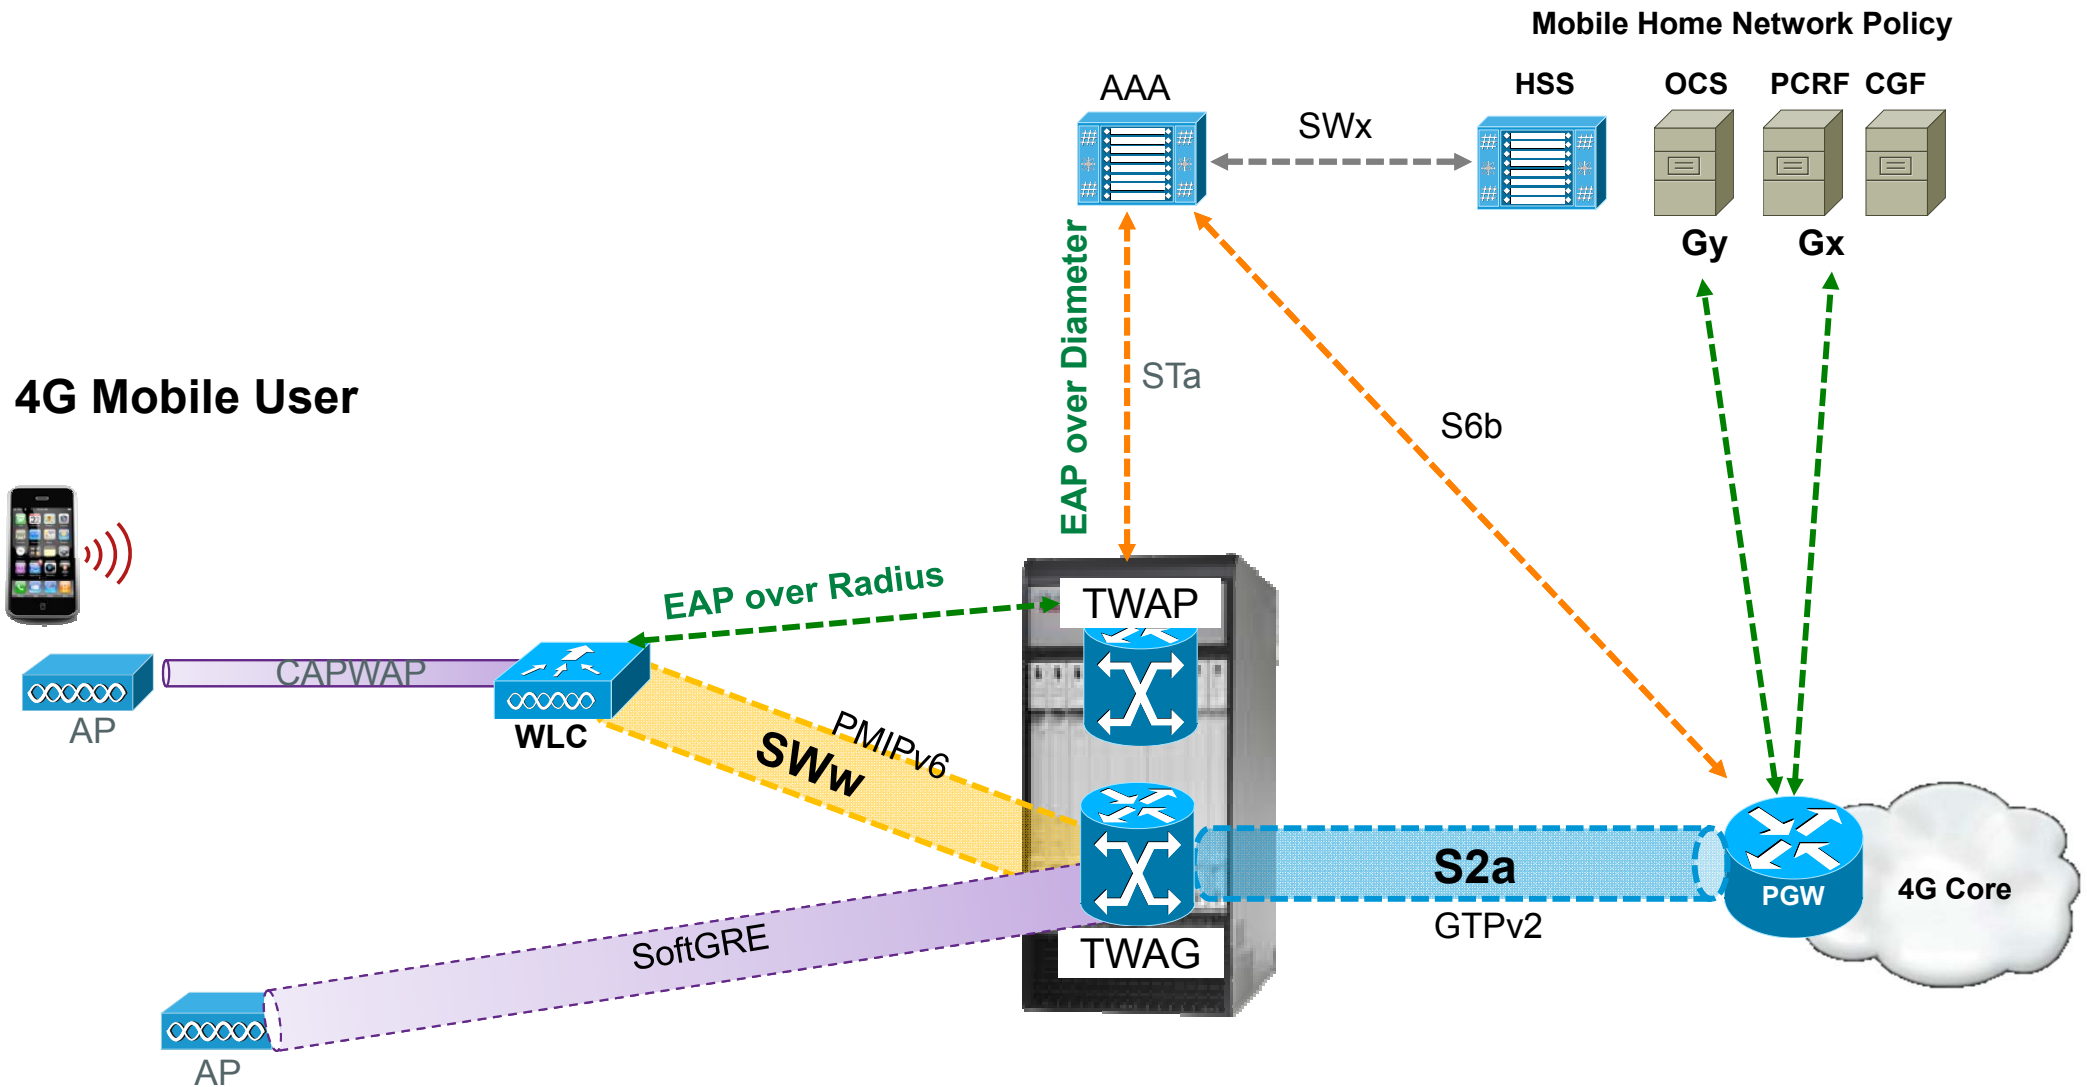 Mobile Home Network Policy
AAA
HSS
OCS
PCRF
CGF
SWx
Gy
Gx
EAP over Diameter
STa
S6b
4G Mobile User
EAP over Radius
TWAP
CAPWAP
AP
WLC
PMIPv6
SWw
S2a
GTPv2
PGW
4G Core
SoftGRE
TWAG
AP